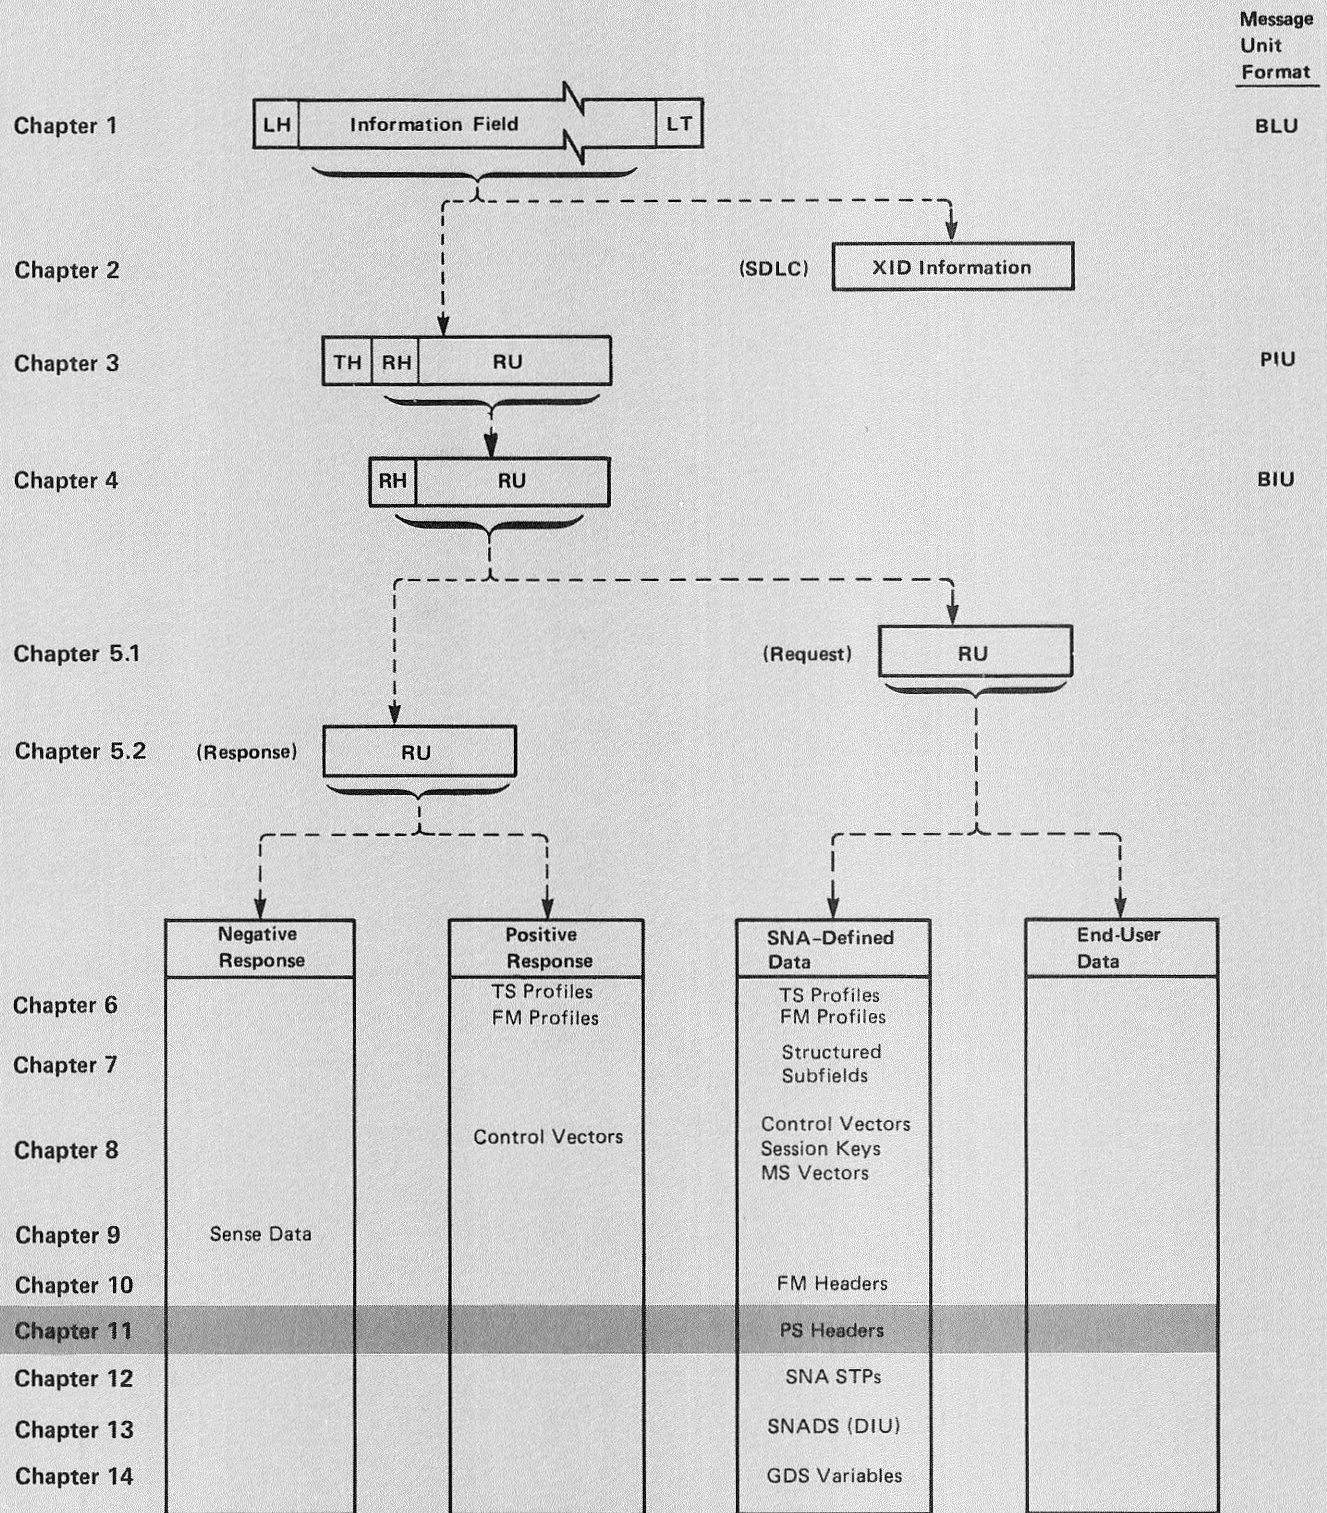 Message
Unit
Format
Chapter 1
LH
Information Field
LT
BLU
Chapter 2
(SDLC)
XID Information
Chapter 3
TH
RH
RU
PIU
Chapter 4
RH
RU
BIU
Chapter 5.1
(Request)
RU
Chapter 5.2
(Response)
RU
Negative
Response
Positive
Response
SNA-Defined
Data
End-User
Data
Chapter 6
TS Profiles
FM Profiles
TS Profiles
FM Profiles
Chapter 7
Structured
Subfields
Chapter 8
Control Vectors
Control Vectors
Session Keys
MS Vectors
Chapter 9
Sense Data
Chapter 10
FM Headers
Chapter 11
PS Headers
Chapter 12
SNA STPs
Chapter 13
SNADS (DIU)
Chapter 14
GDS Variables